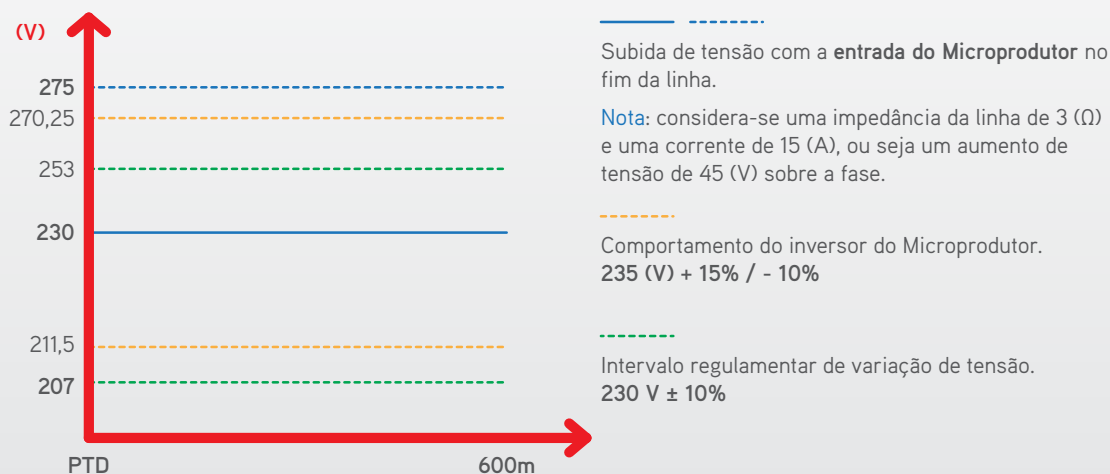 (V)
275
270,25
253
230
211,5
207
PTD
600m
Subida de tensão com a entrada do Microprodutor no
fim da linha.
Nota: considera-se uma impedância da linha de 3 (Ω)
e uma corrente de 15 (A), ou seja um aumento de
tensão de 45 (V) sobre a fase.
Comportamento do inversor do Microprodutor.
235 (V) + 15% / - 10%
Intervalo regulamentar de variação de tensão.
230 V ± 10%